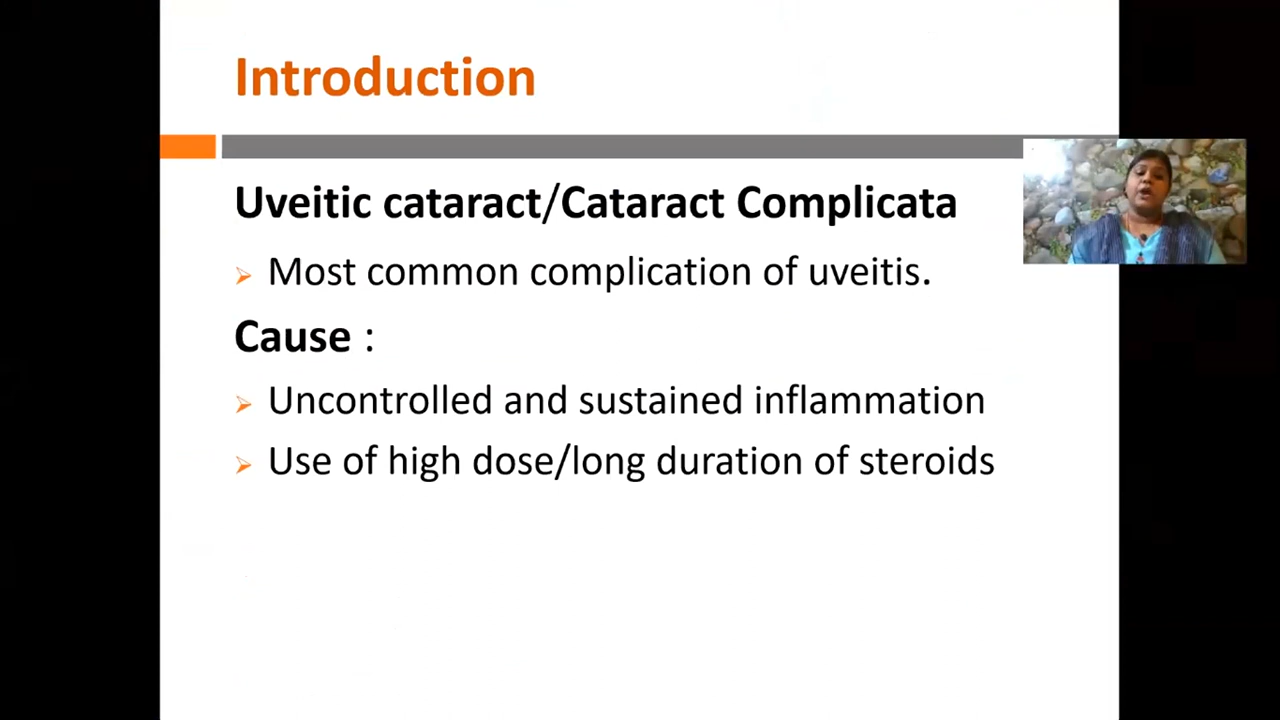 Introduction
Uveitic cataract/Cataract Complicata
Most common complication of uveitis.
Cause :
Uncontrolled and sustained inflammation
Use of high dose/long duration of steroids